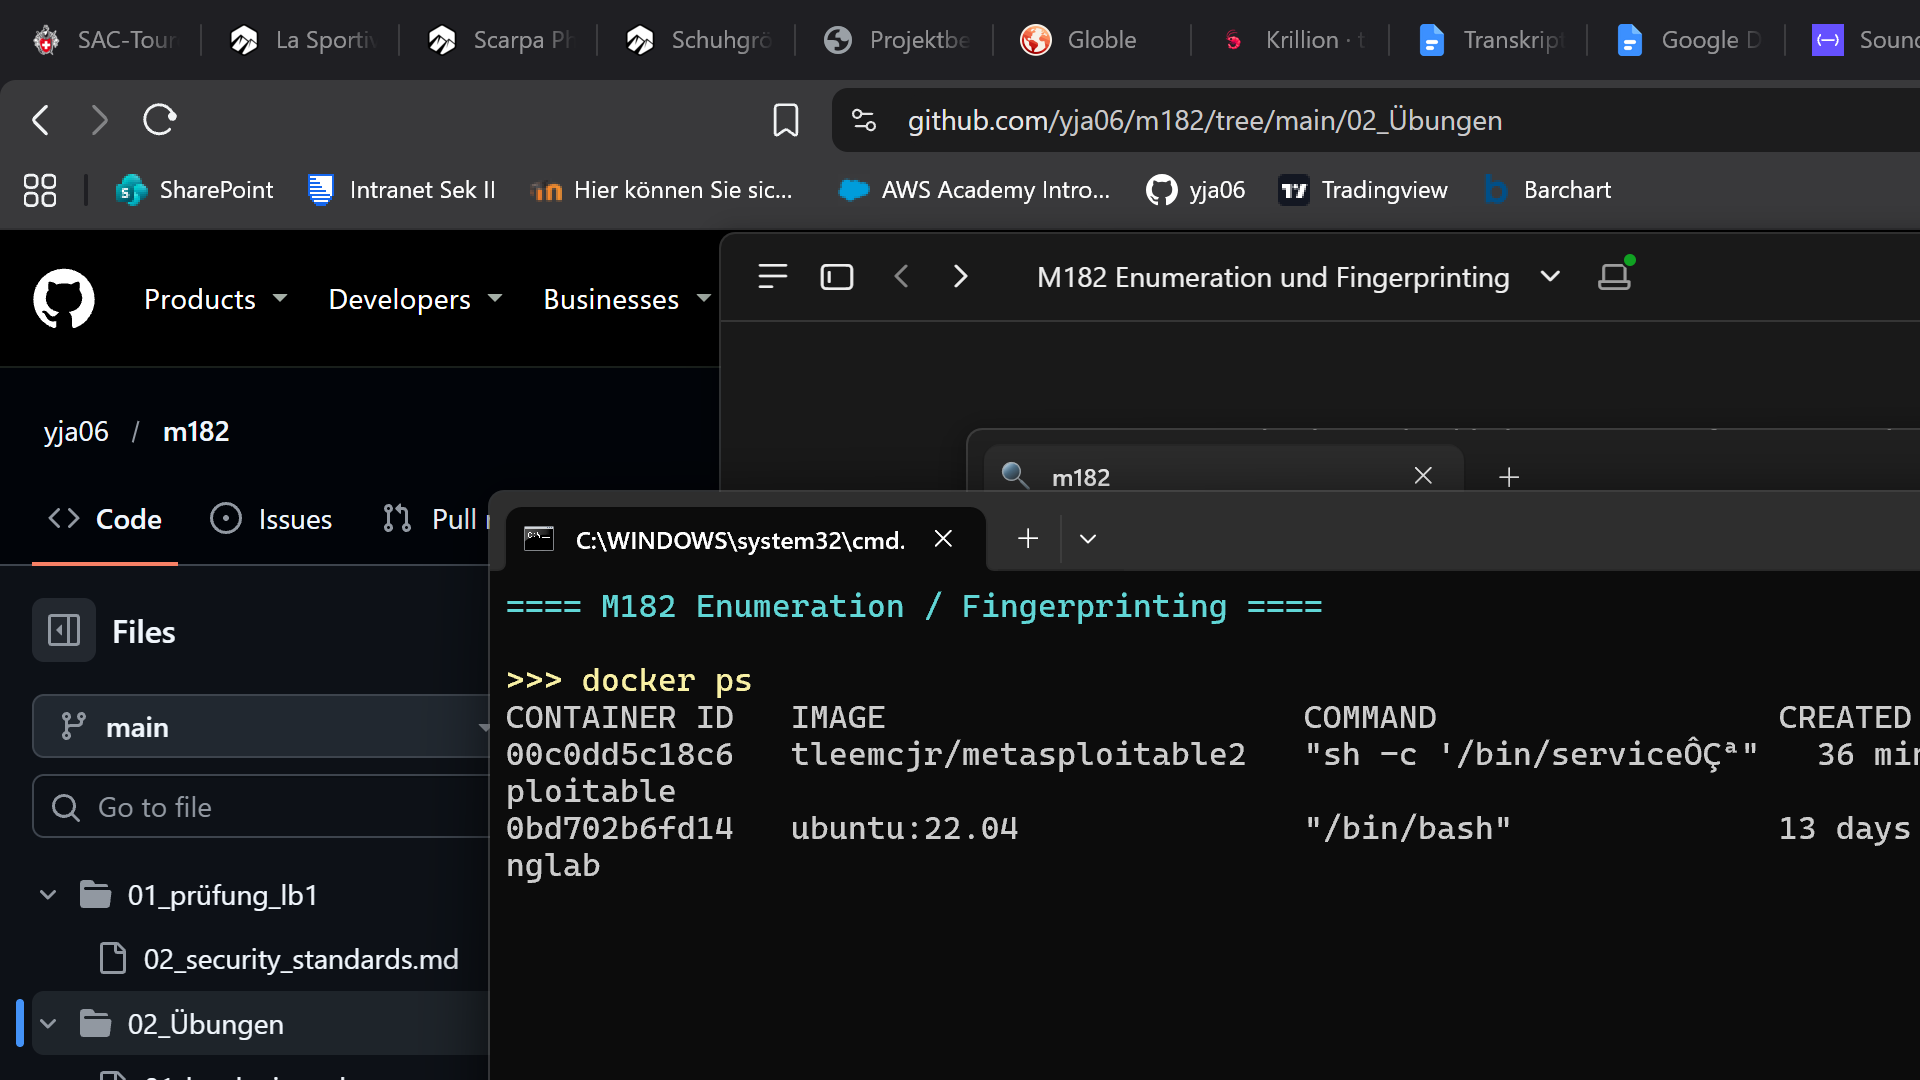 SAC-Tour
La Sportiv
Scarpa Ph
Schuhgrö
Projektbe
Globle
Krillion · t
Transkript
Google D
Sound
github.com/yja06/m182/tree/main/02_Übungen
SharePoint
Intranet Sek II
Hier können Sie sic...
AWS Academy Intro...
yja06
Tradingview
Barchart
Products
Developers
Businesses
M182 Enumeration und Fingerprinting
yja06 / m182
m182
Code
Issues
Pull r
C:\WINDOWS\system32\cmd.
==== M182 Enumeration / Fingerprinting ====
Files
>>> docker ps
CONTAINER ID   IMAGE                      COMMAND                  CREATED
00c0dd5c18c6   tleemcjr/metasploitable2   "sh -c '/bin/serviceÔÇª"   36 min
ploitable
0bd702b6fd14   ubuntu:22.04               "/bin/bash"              13 days
nglab
main
Go to file
01_prüfung_lb1
02_security_standards.md
02_Übungen